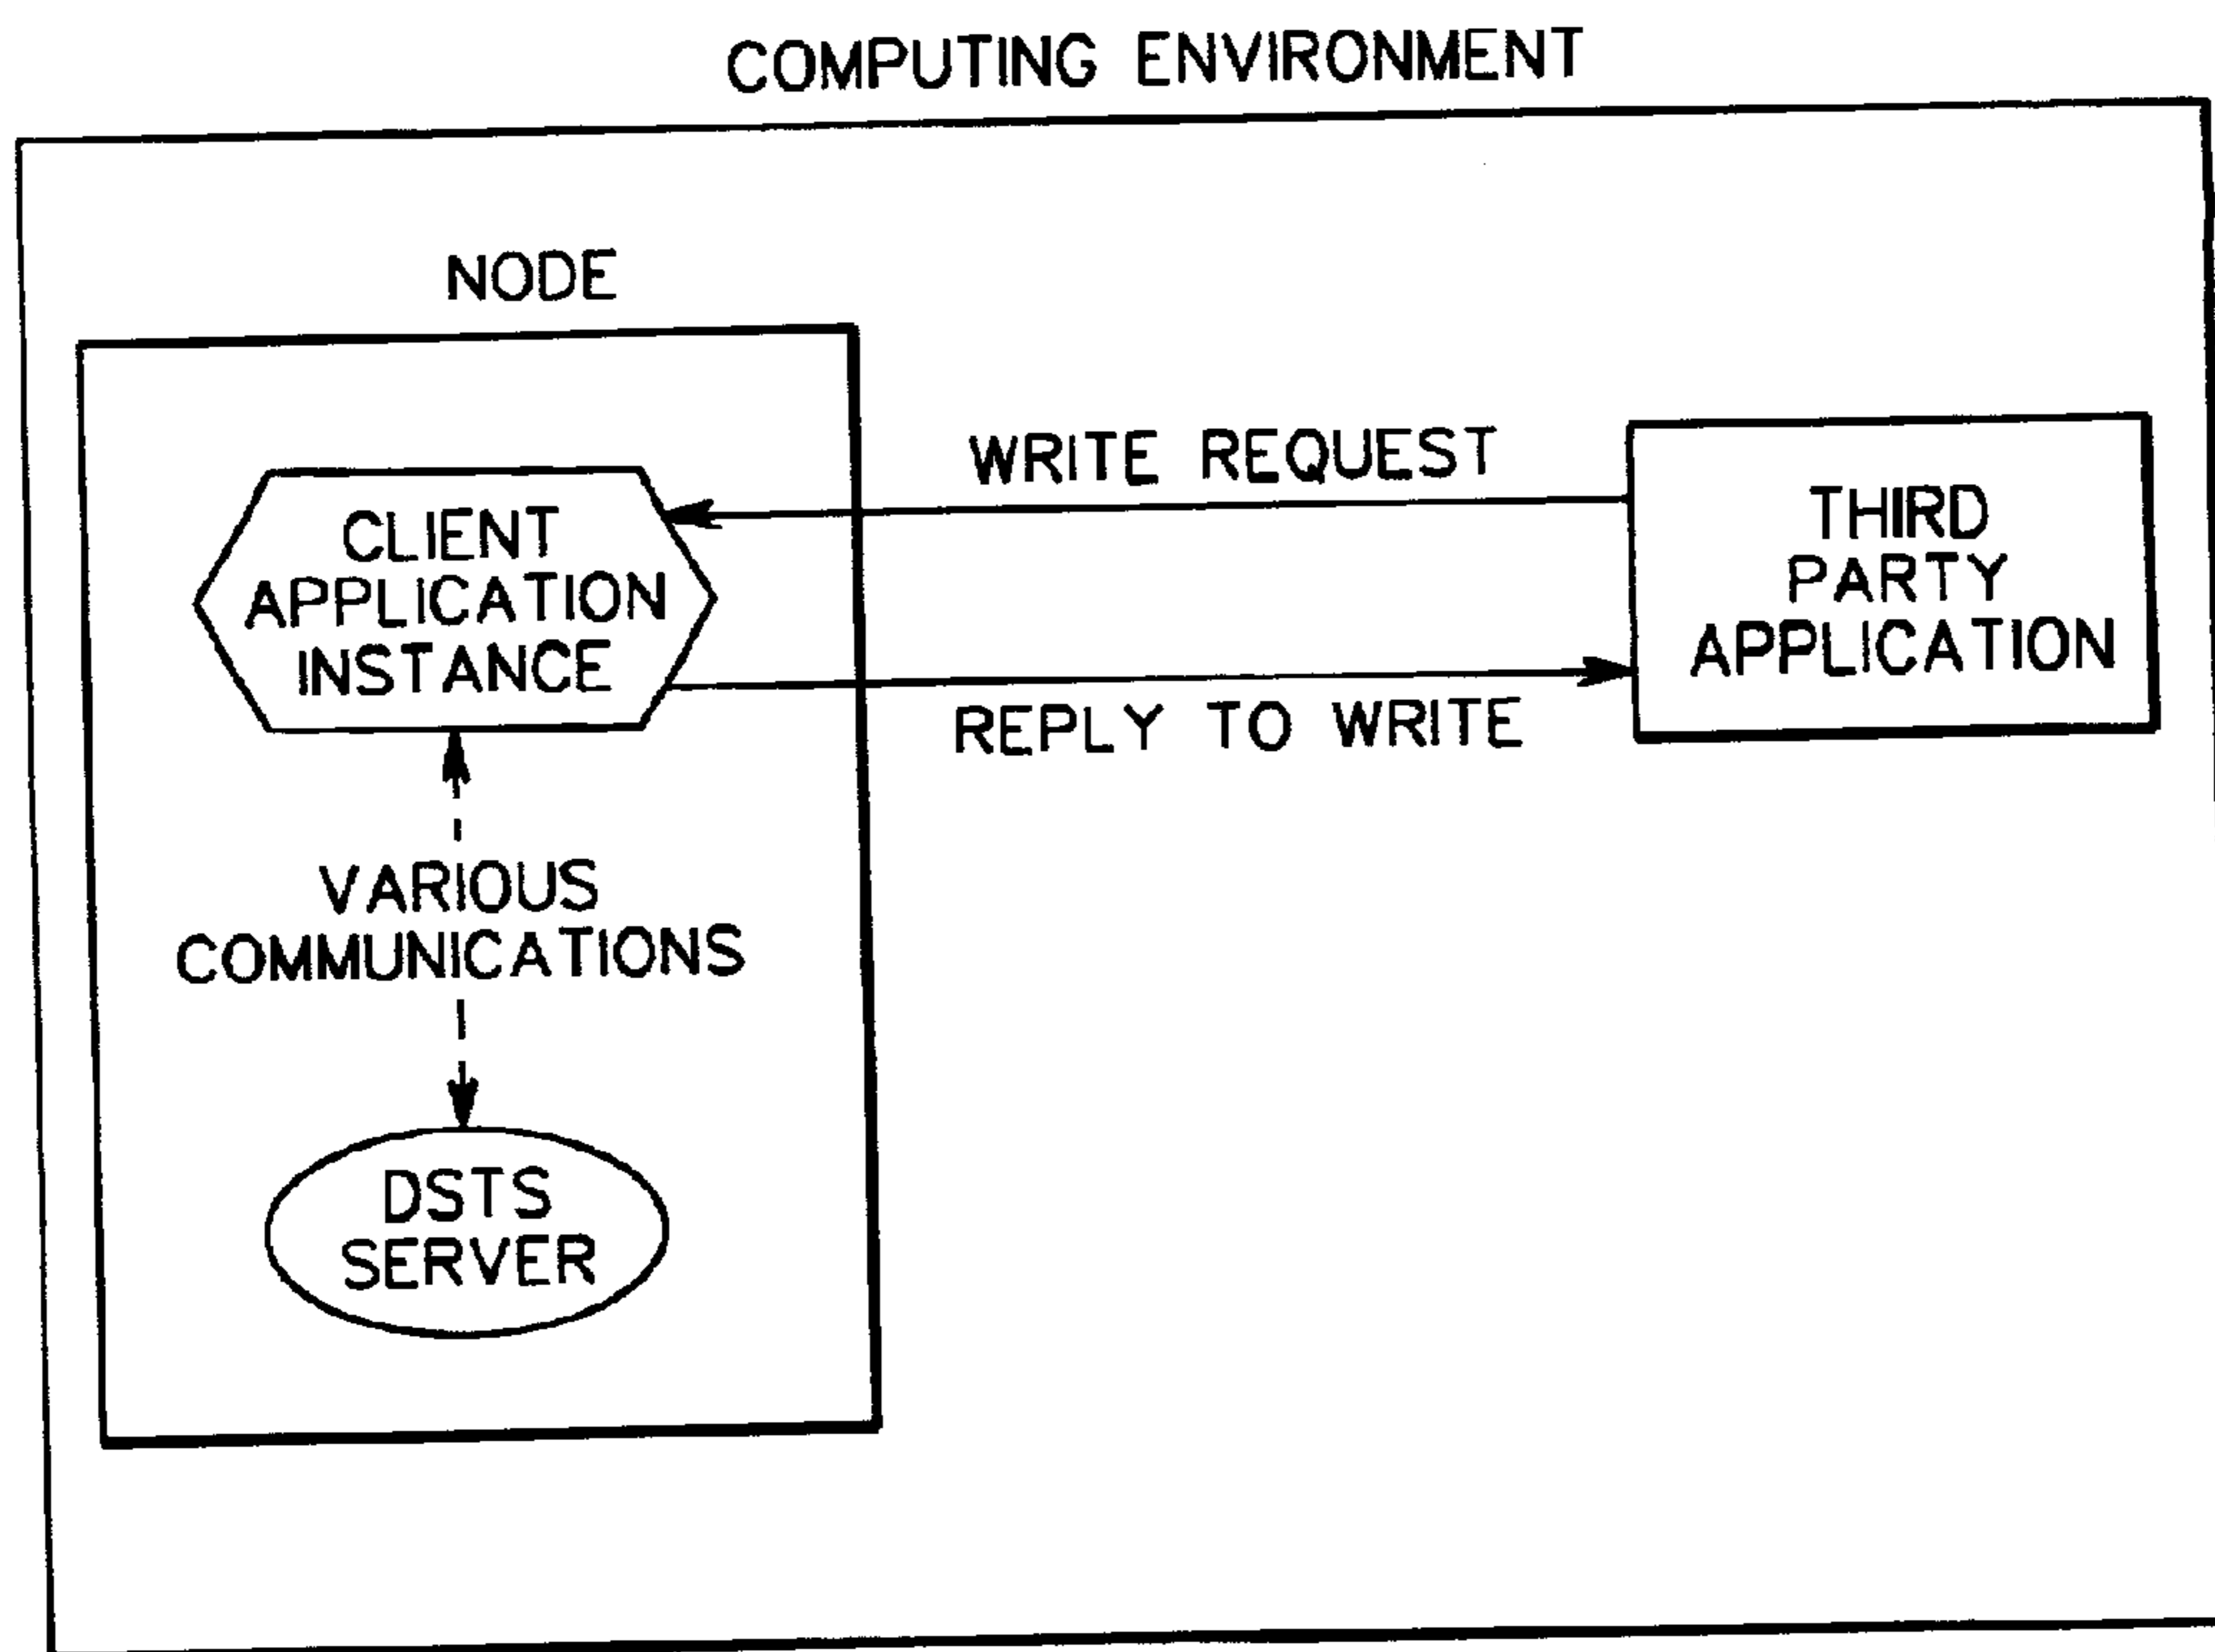 COMPUTING ENVIRONMENT
NODE
WRITE REQUEST
CLIENT
APPLICATION
INSTANCE
THIRD
PARTY
APPLICATION
REPLY TO WRITE
VARIOUS
COMMUNICATIONS
DSTS
SERVER